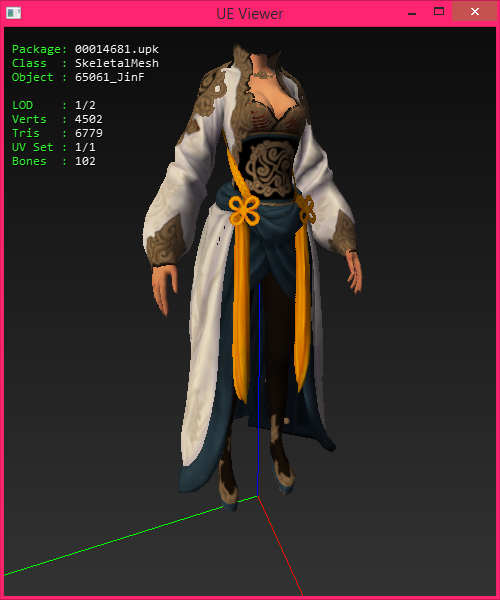 UE Viewer
Package: 00014681.upk
Class  : SkeletalMesh
Object : 65061_JinF
LOD    : 1/2
Verts  : 4502
Tris   : 6779
UV Set : 1/1
Bones  : 102